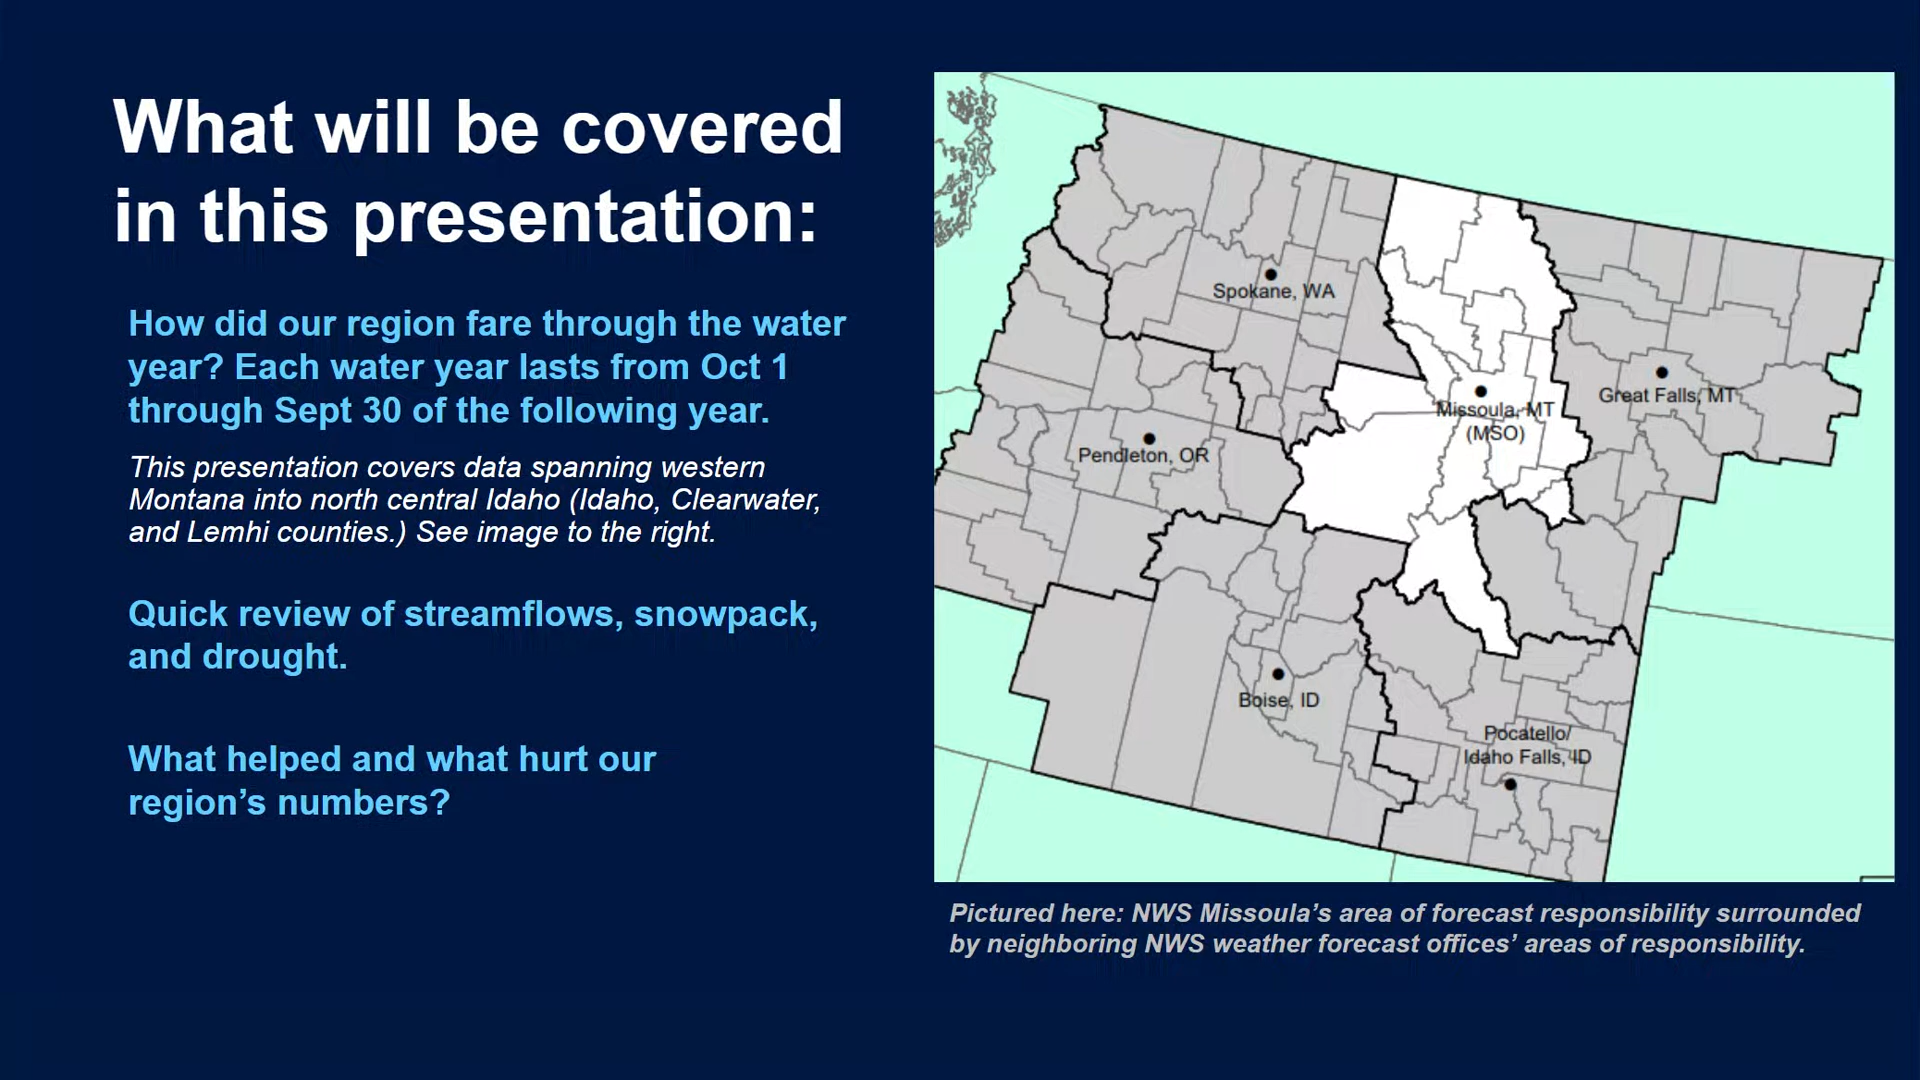 What will be covered
in this presentation:
How did our region fare through the water
year? Each water year lasts from Oct 1
through Sept 30 of the following year.
This presentation covers data spanning western
Montana into north central Idaho (Idaho, Clearwater,
and Lemhi counties.) See image to the right.
Quick review of streamflows, snowpack,
and drought.
What helped and what hurt our
region’s numbers?
Spokane, WA
Great Falls, MT
Missoula, MT
(MSO)
Pendleton, OR
Boise, ID
Pocatello/
Idaho Falls, ID
Pictured here: NWS Missoula’s area of forecast responsibility surrounded
by neighboring NWS weather forecast offices’ areas of responsibility.